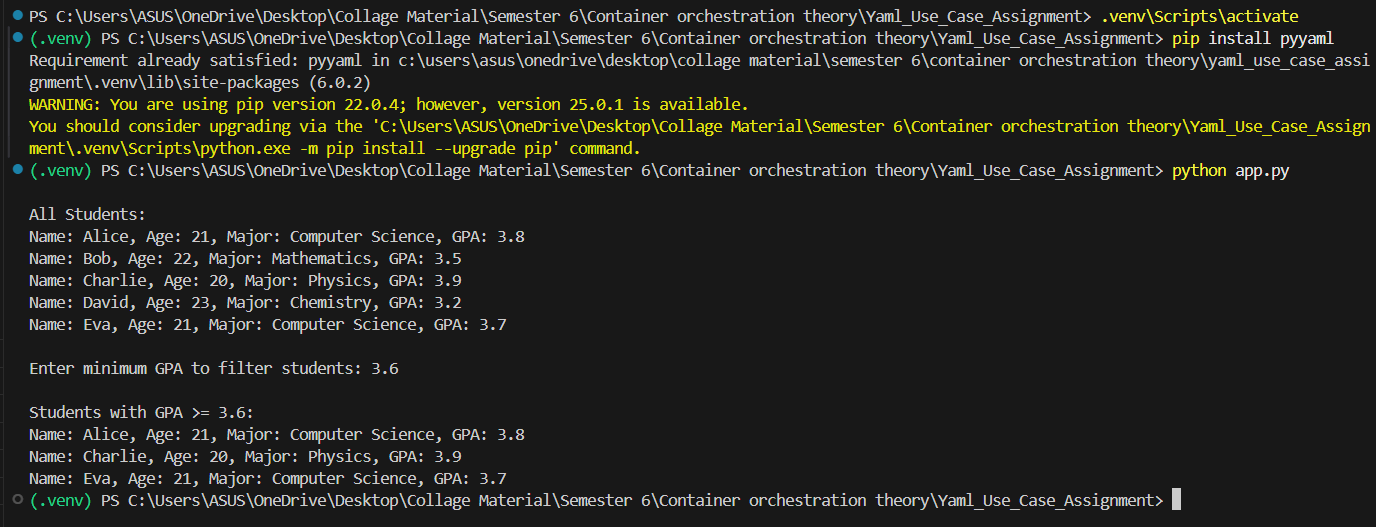 PS C:\Users\ASUS\OneDrive\Desktop\Collage Material\Semester 6\Container orchestration theory\Yaml_Use_Case_Assignment> .venv\Scripts\activate
(.venv) PS C:\Users\ASUS\OneDrive\Desktop\Collage Material\Semester 6\Container orchestration theory\Yaml_Use_Case_Assignment> pip install pyyaml
Requirement already satisfied: pyyaml in c:\users\asus\onedrive\desktop\collage material\semester 6\container orchestration theory\yaml_use_case_assi
gnment\.venv\lib\site-packages (6.0.2)
WARNING: You are using pip version 22.0.4; however, version 25.0.1 is available.
You should consider upgrading via the 'C:\Users\ASUS\OneDrive\Desktop\Collage Material\Semester 6\Container orchestration theory\Yaml_Use_Case_Assign
ment\.venv\Scripts\python.exe -m pip install --upgrade pip' command.
(.venv) PS C:\Users\ASUS\OneDrive\Desktop\Collage Material\Semester 6\Container orchestration theory\Yaml_Use_Case_Assignment> python app.py
All Students:
Name: Alice, Age: 21, Major: Computer Science, GPA: 3.8
Name: Bob, Age: 22, Major: Mathematics, GPA: 3.5
Name: Charlie, Age: 20, Major: Physics, GPA: 3.9
Name: David, Age: 23, Major: Chemistry, GPA: 3.2
Name: Eva, Age: 21, Major: Computer Science, GPA: 3.7
Enter minimum GPA to filter students: 3.6
Students with GPA >= 3.6:
Name: Alice, Age: 21, Major: Computer Science, GPA: 3.8
Name: Charlie, Age: 20, Major: Physics, GPA: 3.9
Name: Eva, Age: 21, Major: Computer Science, GPA: 3.7
(.venv) PS C:\Users\ASUS\OneDrive\Desktop\Collage Material\Semester 6\Container orchestration theory\Yaml_Use_Case_Assignment>